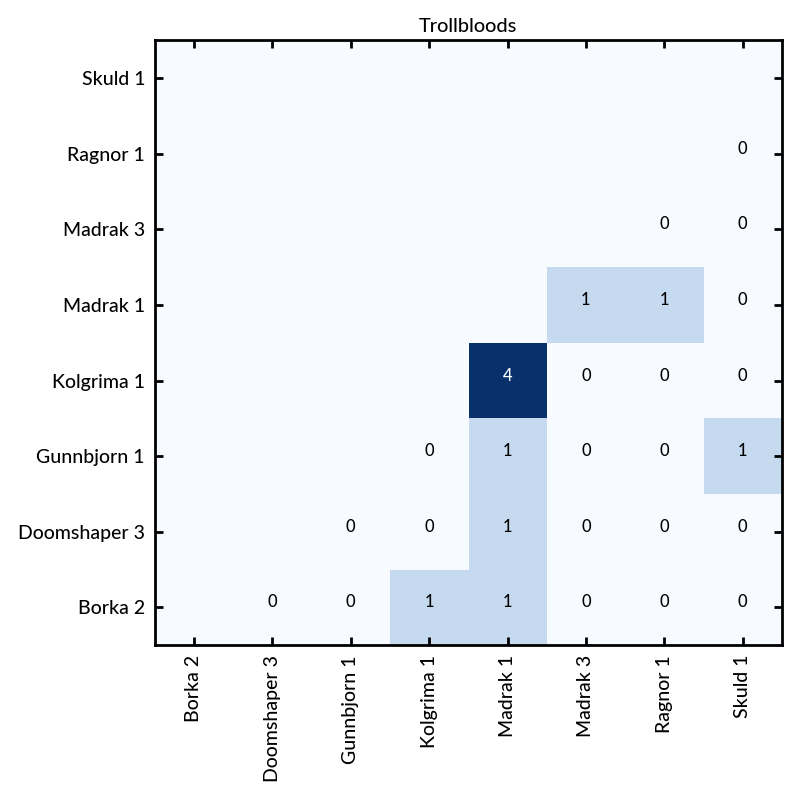 Trollbloods
Skuld 1
Ragnor 1 0
Madrak 3 0 0
Madrak 1 1 1 0
Kolgrima 1 4 0 0 0
Gunnbjorn 1 0 1 0 0 1
Doomshaper 3 0 0 1 0 0 0
Borka 2 0 0 1 1 0 0 0
Borka 2
Doomshaper 3
Gunnbjorn 1
Kolgrima 1
Madrak 1
Madrak 3
Ragnor 1
Skuld 1